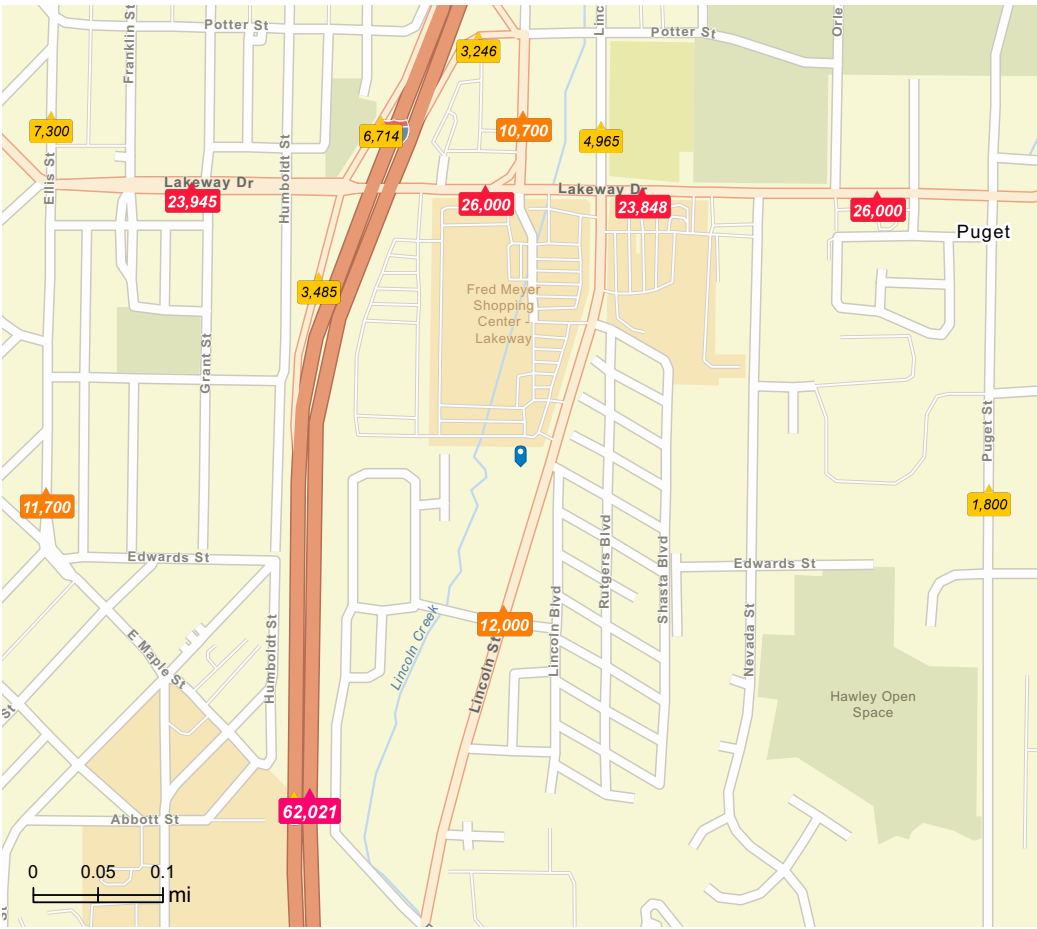 Potter St
Franklin St
Linc
Orle
Potter St
3,246
7,300
6,714
10,700
4,965
Ellis St
Humboldt St
Lakeway Dr
23,945
26,000
Lakeway Dr
23,848
26,000
Puget
3,485
Fred Meyer
Shopping
Center -
Lakeway
Grant St
Puget St
11,700
1,800
Edwards St
Rutgers Blvd
Shasta Blvd
Edwards St
Lincoln Creek
12,000
Lincoln Blvd
Nevada St
E Maple St
Humboldt St
Lincoln St
St
Hawley Open
Space
62,021
Abbott St
0 0.05 0.1
mi
St